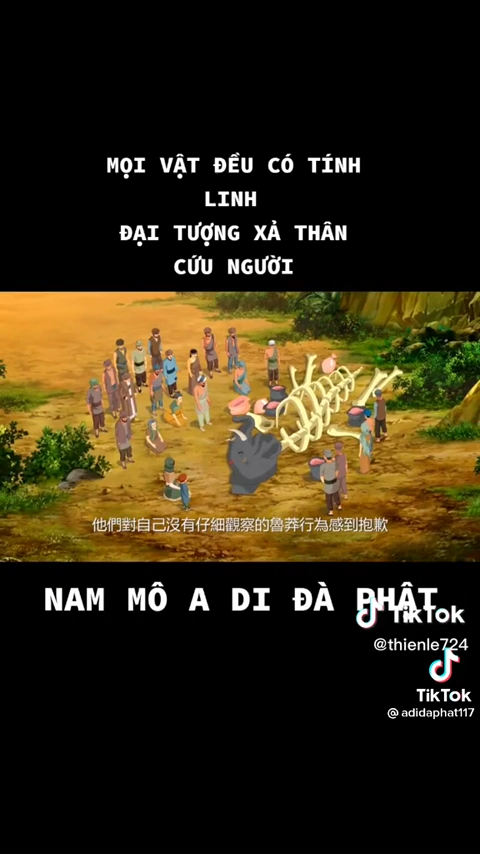 MỌI VẬT ĐỀU CÓ TÍNH
LINH
ĐẠI TƯỢNG XẢ THÂN
CỨU NGƯỜI
他們對自己沒有仔細觀察的魯莽行為感到抱歉
NAM MÔ A DI ĐÀ PHẬT
TikTok
@thienle724
TikTok
@adidaphat117